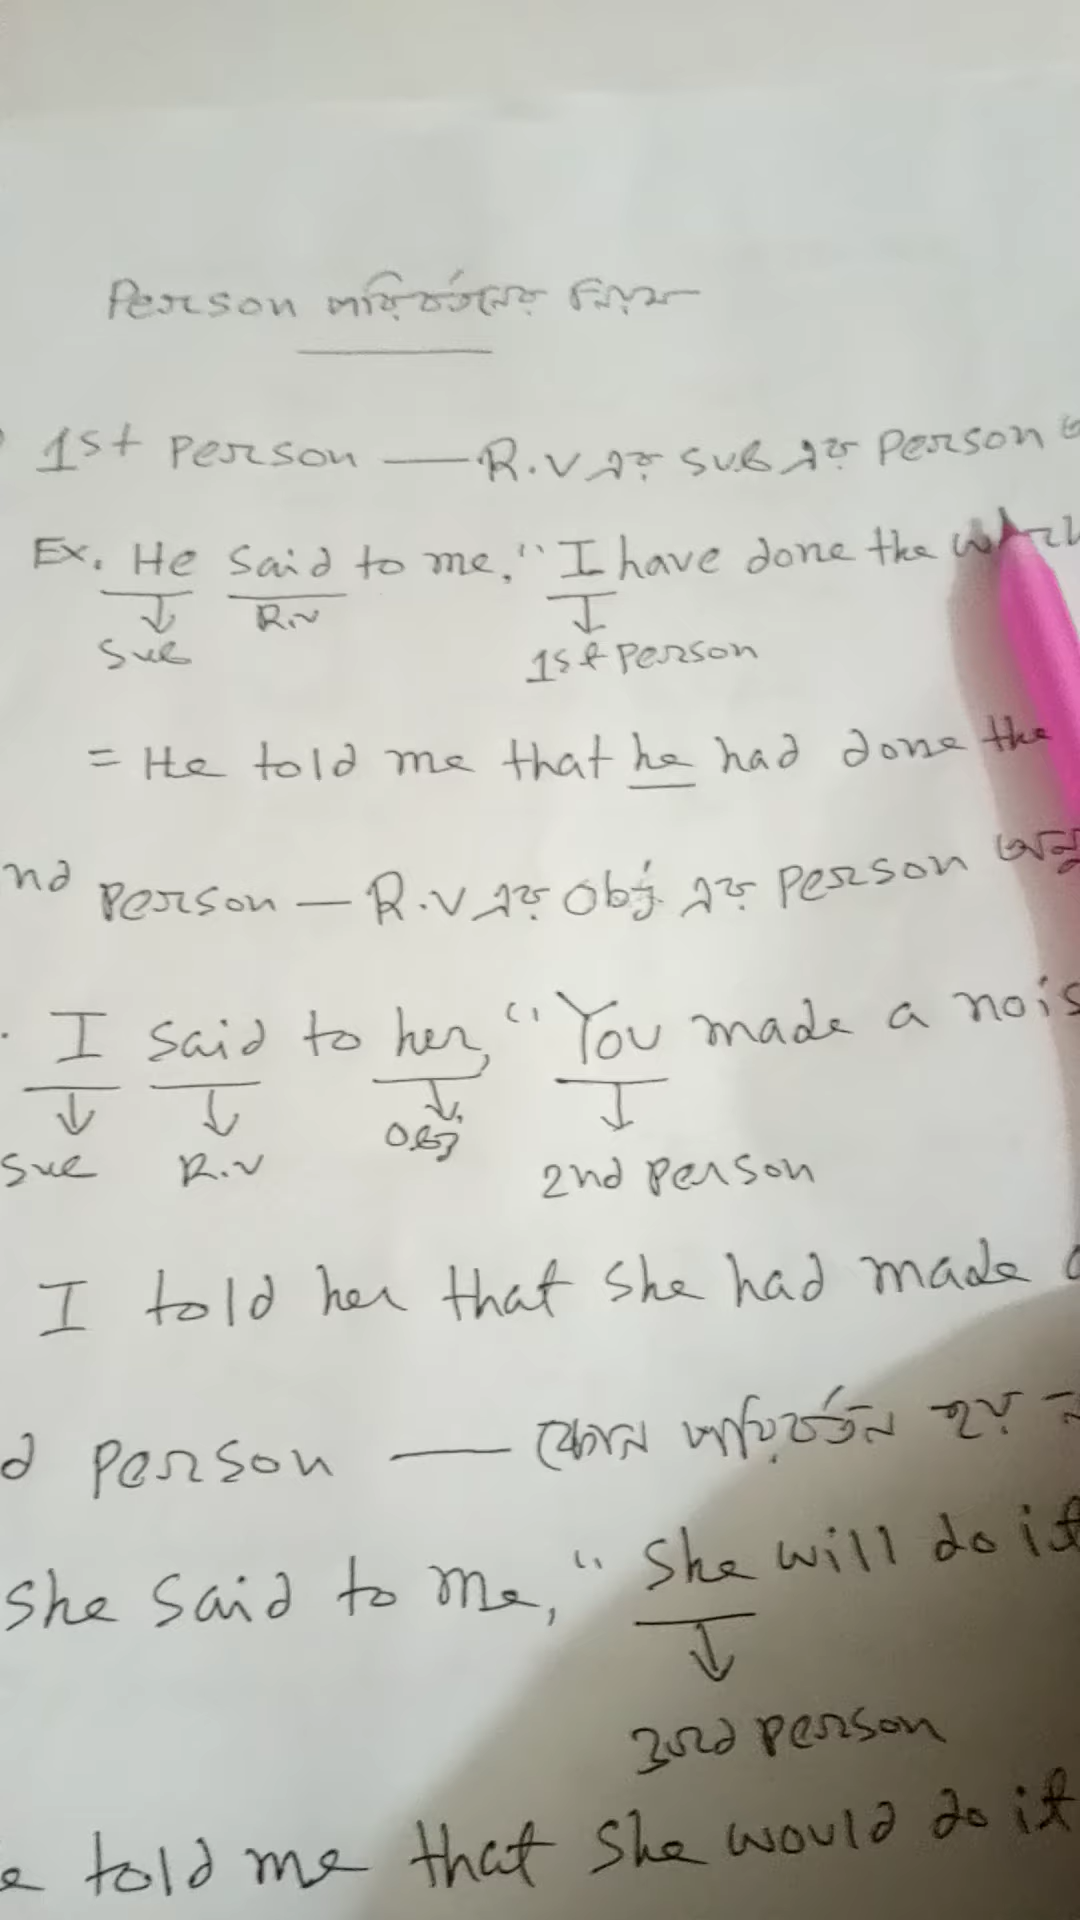 Person পরিবর্তনের নিয়ম
1st person — R.V এর sub এর person
Ex. He said to me, "I have done the
Sub R.V 1st person
= He told me that he had done the
nd person — R.V এর obj এর person
I said to her, "You made a nois
Sub R.V Obj 2nd person
I told her that she had made a
d person — কোন পরিবর্তন হয় ন
She said to me, "She will do it
3rd person
e told me that she would do it